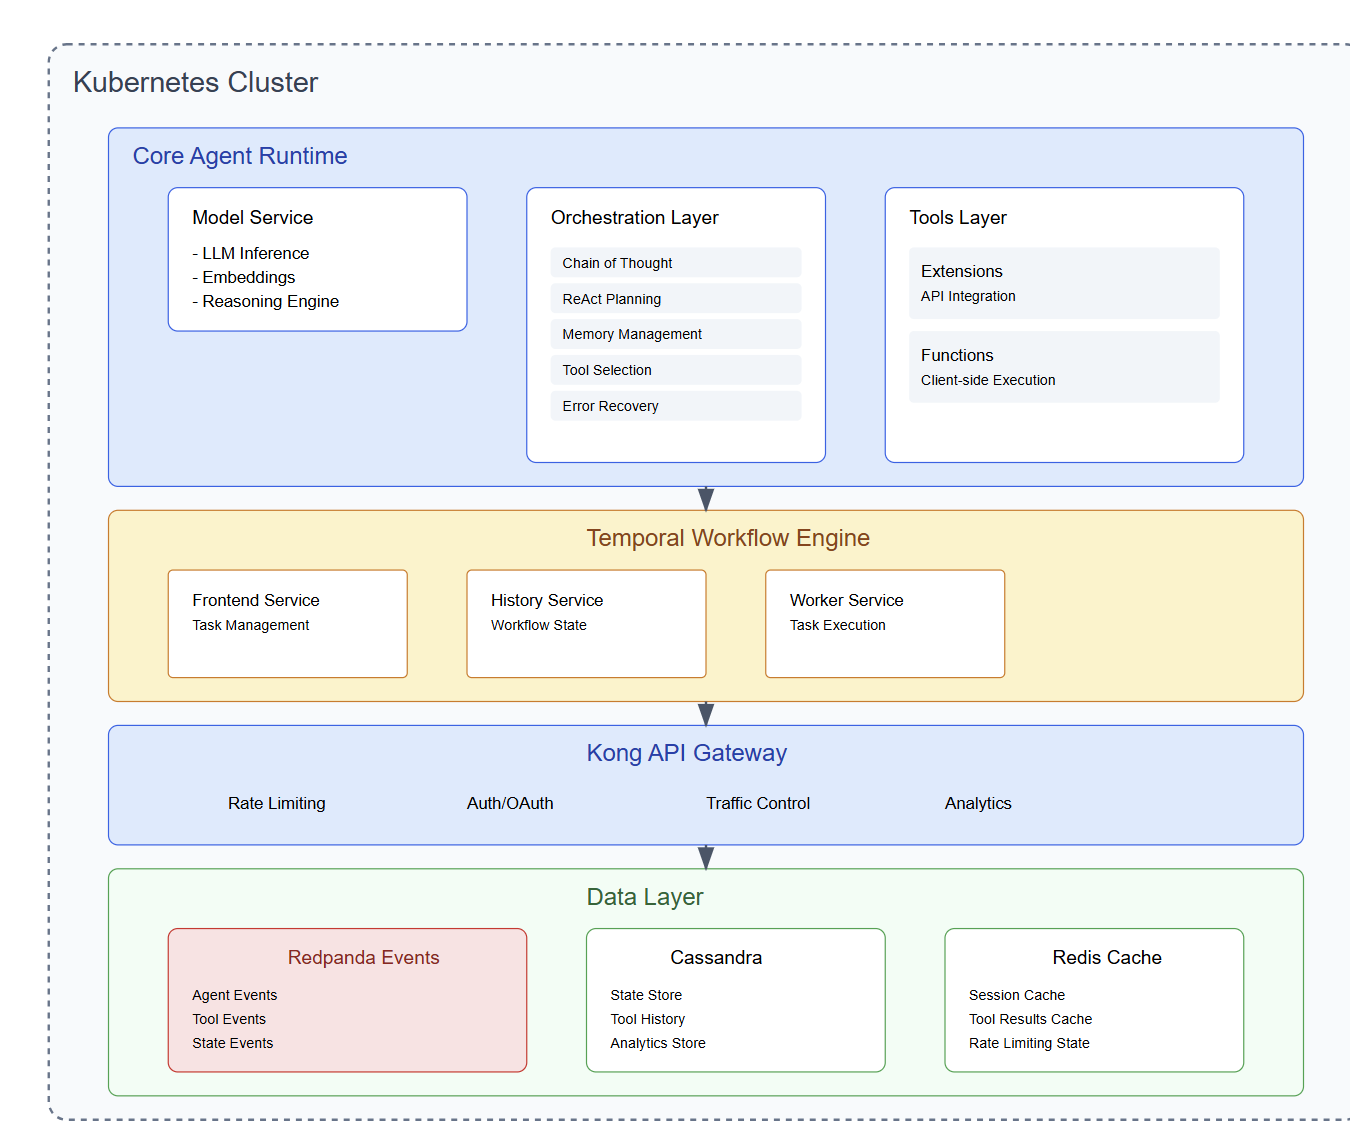 Kubernetes Cluster
Core Agent Runtime
Model Service
- LLM Inference
- Embeddings
- Reasoning Engine
Orchestration Layer
Chain of Thought
ReAct Planning
Memory Management
Tool Selection
Error Recovery
Tools Layer
Extensions
API Integration
Functions
Client-side Execution
Temporal Workflow Engine
Frontend Service
Task Management
History Service
Workflow State
Worker Service
Task Execution
Kong API Gateway
Rate Limiting
Auth/OAuth
Traffic Control
Analytics
Data Layer
Redpanda Events
Agent Events
Tool Events
State Events
Cassandra
State Store
Tool History
Analytics Store
Redis Cache
Session Cache
Tool Results Cache
Rate Limiting State